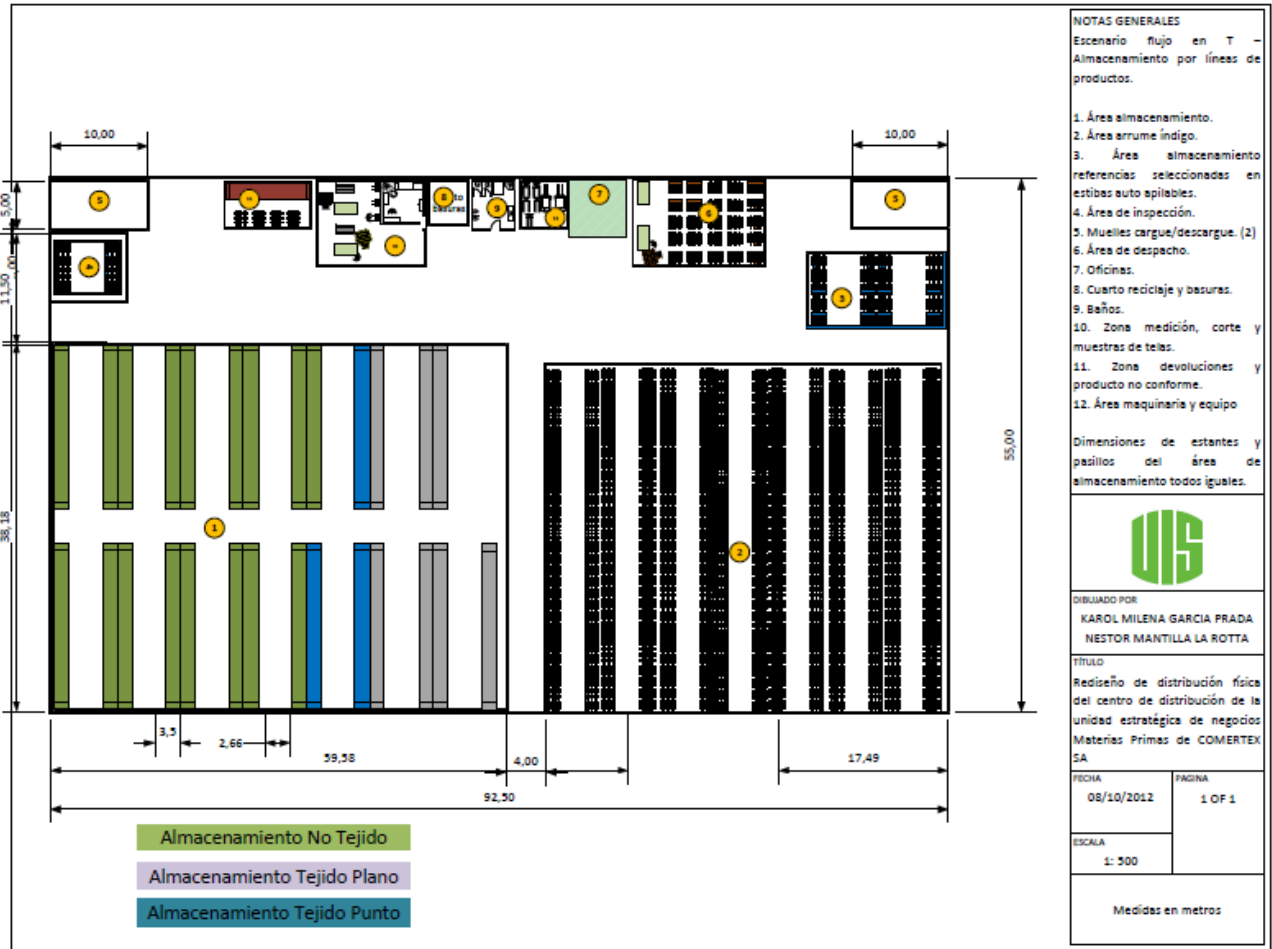 10,00
10,00
5,00
,00
11,50
38,18
55,00
5
8
to
basuras
9
7
6
5
4
3
1
2
3,5
2,66
39,38
4,00
17,49
92,50
Almacenamiento No Tejido
Almacenamiento Tejido Plano
Almacenamiento Tejido Punto
NOTAS GENERALES
Escenario flujo en T –
Almacenamiento por líneas de
productos.
1. Área almacenamiento.
2. Área arrume índigo.
3. Área almacenamiento
referencias seleccionadas en
estibas auto apilables.
4. Área de inspección.
5. Muelles cargue/descargue. (2)
6. Área de despacho.
7. Oficinas.
8. Cuarto reciclaje y basuras.
9. Baños.
10. Zona medición, corte y
muestras de telas.
11. Zona devoluciones y
producto no conforme.
12. Área maquinaria y equipo
Dimensiones de estantes y
pasillos del área de
almacenamiento todos iguales.
UIS
DIBUJADO POR
KAROL MILENA GARCIA PRADA
NESTOR MANTILLA LA ROTTA
TÍTULO
Rediseño de distribución física
del centro de distribución de la
unidad estratégica de negocios
Materias Primas de COMERTEX
SA
FECHA
08/10/2012
PAGINA
1 OF 1
ESCALA
1: 500
Medidas en metros